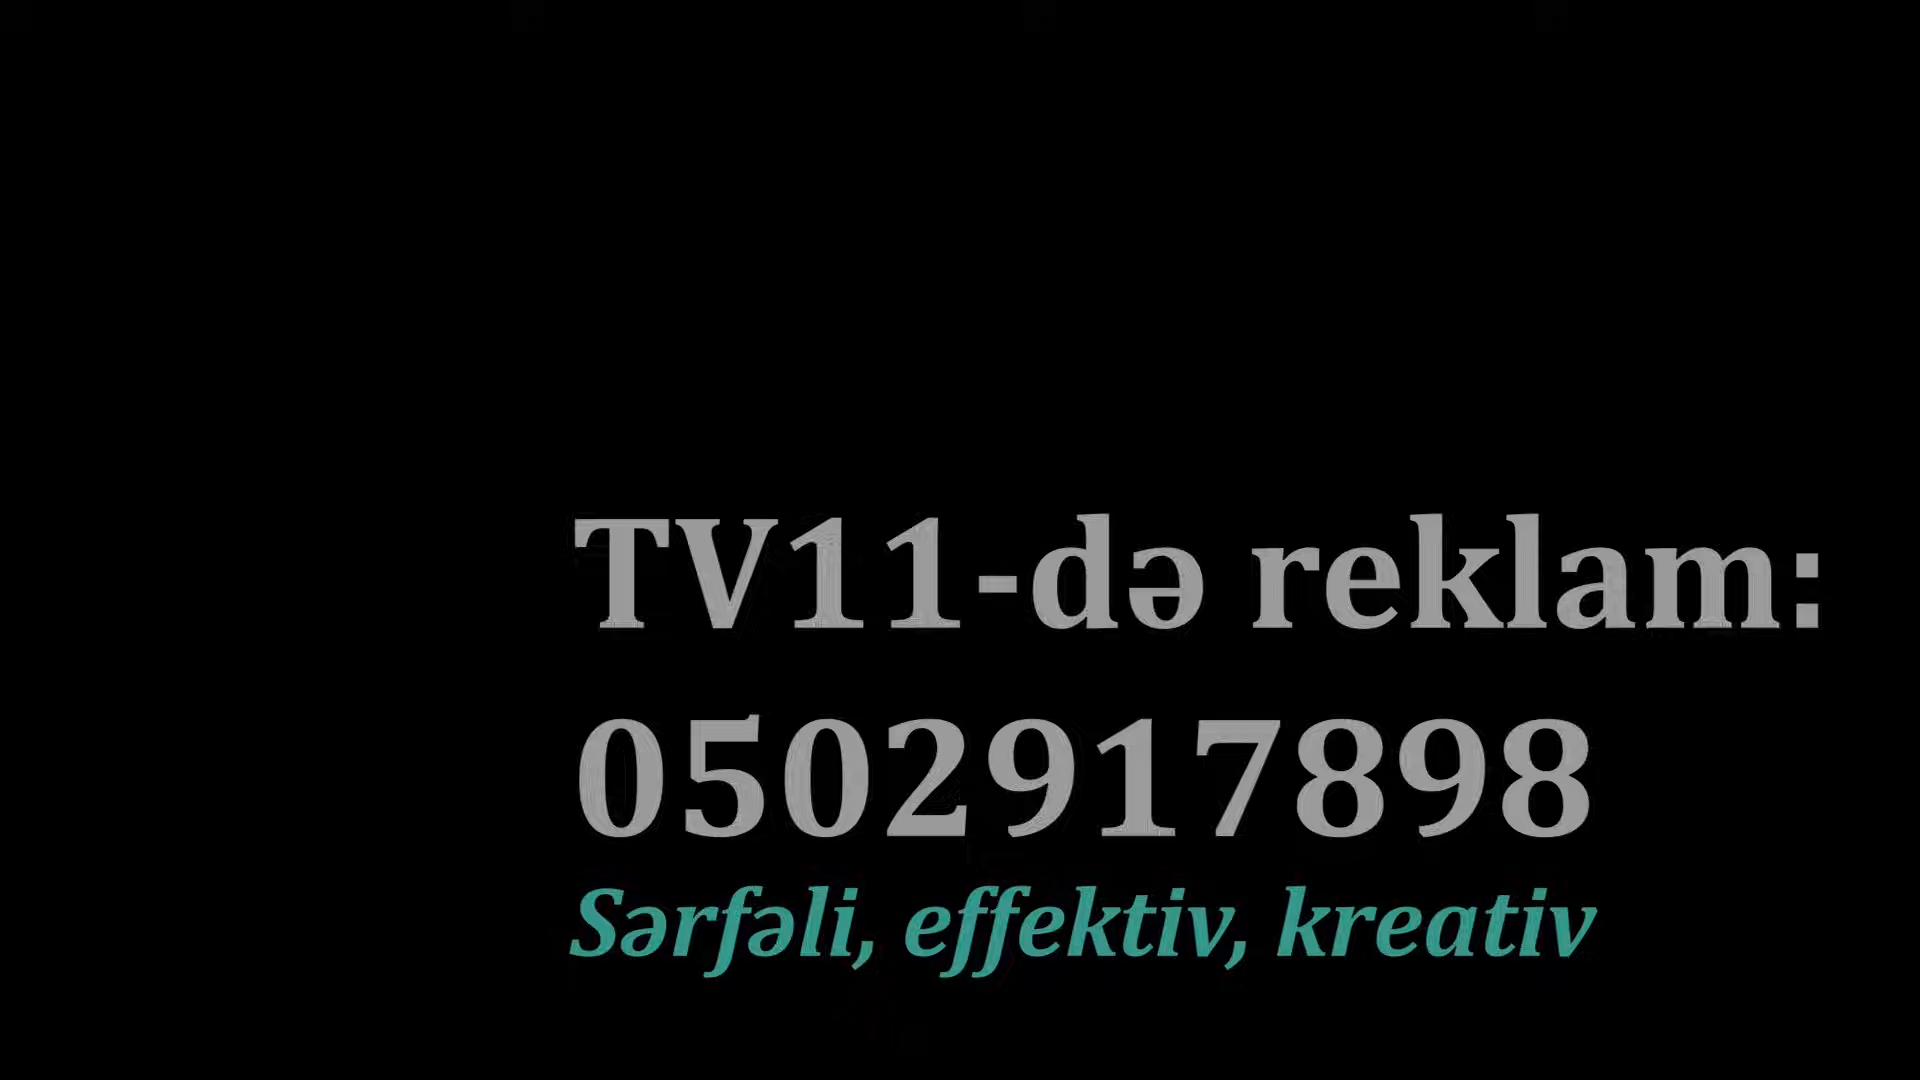 TV11-də reklam:
0502917898
Sərfəli, effektiv, kreativ